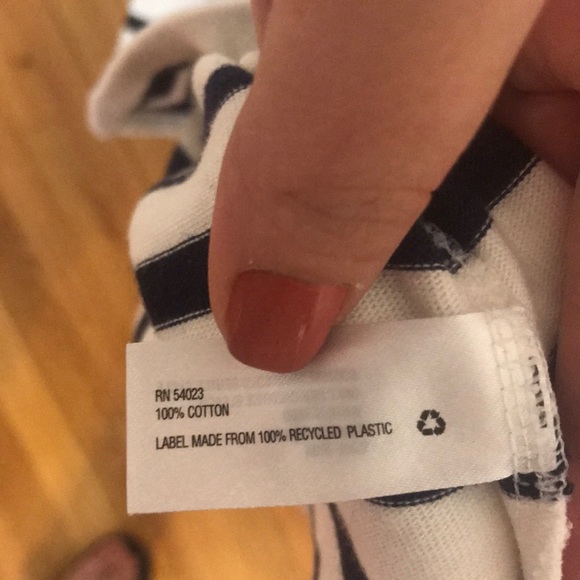 RN 54023
100% COTTON
LABEL MADE FROM 100% RECYCLED PLASTIC